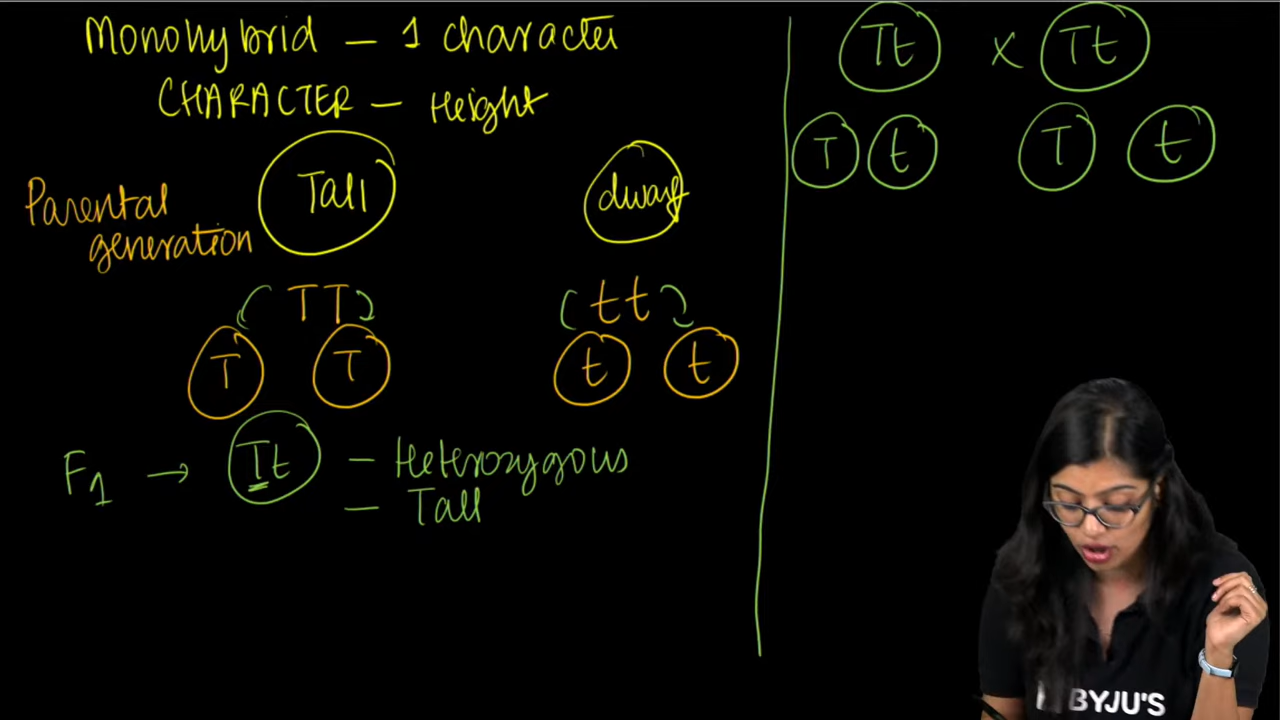 Monohybrid – 1 character
CHARACTER – Height
Parental generation
Tall
dwarf
TT
tt
T T
t t
F1 → Tt – Heterozygous
– Tall
Tt × Tt
T t T t
BYJU'S